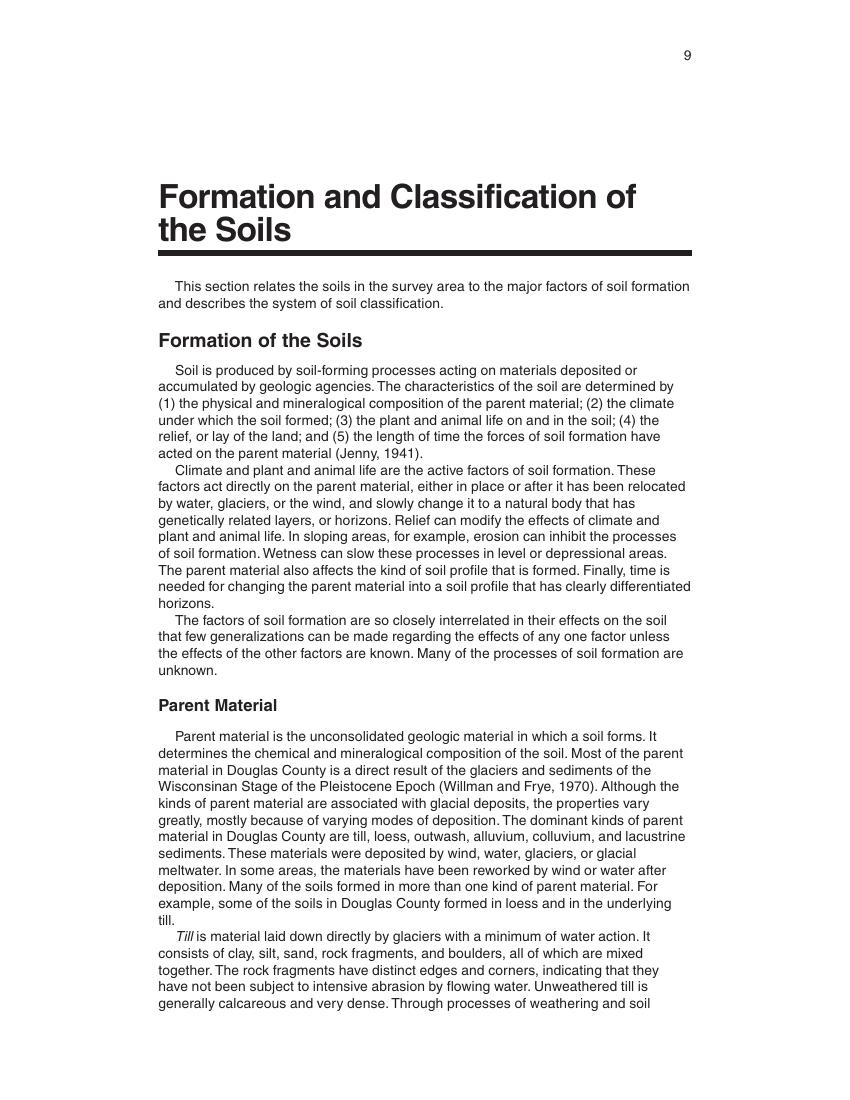 9
Formation and Classification of
the Soils
This section relates the soils in the survey area to the major factors of soil formation
and describes the system of soil classification.
Formation of the Soils
Soil is produced by soil-forming processes acting on materials deposited or
accumulated by geologic agencies. The characteristics of the soil are determined by
(1) the physical and mineralogical composition of the parent material; (2) the climate
under which the soil formed; (3) the plant and animal life on and in the soil; (4) the
relief, or lay of the land; and (5) the length of time the forces of soil formation have
acted on the parent material (Jenny, 1941).
Climate and plant and animal life are the active factors of soil formation. These
factors act directly on the parent material, either in place or after it has been relocated
by water, glaciers, or the wind, and slowly change it to a natural body that has
genetically related layers, or horizons. Relief can modify the effects of climate and
plant and animal life. In sloping areas, for example, erosion can inhibit the processes
of soil formation. Wetness can slow these processes in level or depressional areas.
The parent material also affects the kind of soil profile that is formed. Finally, time is
needed for changing the parent material into a soil profile that has clearly differentiated
horizons.
The factors of soil formation are so closely interrelated in their effects on the soil
that few generalizations can be made regarding the effects of any one factor unless
the effects of the other factors are known. Many of the processes of soil formation are
unknown.
Parent Material
Parent material is the unconsolidated geologic material in which a soil forms. It
determines the chemical and mineralogical composition of the soil. Most of the parent
material in Douglas County is a direct result of the glaciers and sediments of the
Wisconsinan Stage of the Pleistocene Epoch (Willman and Frye, 1970). Although the
kinds of parent material are associated with glacial deposits, the properties vary
greatly, mostly because of varying modes of deposition. The dominant kinds of parent
material in Douglas County are till, loess, outwash, alluvium, colluvium, and lacustrine
sediments. These materials were deposited by wind, water, glaciers, or glacial
meltwater. In some areas, the materials have been reworked by wind or water after
deposition. Many of the soils formed in more than one kind of parent material. For
example, some of the soils in Douglas County formed in loess and in the underlying
till.
Till is material laid down directly by glaciers with a minimum of water action. It
consists of clay, silt, sand, rock fragments, and boulders, all of which are mixed
together. The rock fragments have distinct edges and corners, indicating that they
have not been subject to intensive abrasion by flowing water. Unweathered till is
generally calcareous and very dense. Through processes of weathering and soil